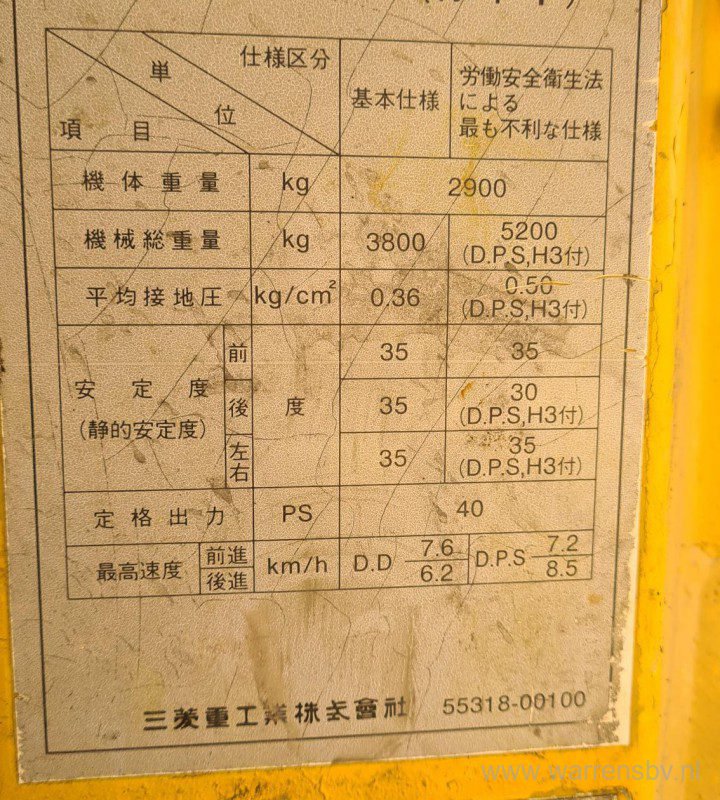 仕様区分
単位
項目
基本仕様
労働安全衛生法
による
最も不利な仕様
機体重量 kg 2900
機械総重量 kg 3800 5200
(D.P.S,H3付)
平均接地圧 kg/cm² 0.36 0.50
(D.P.S,H3付)
安定度
(静的安定度)
度
前 35 35
後 35 30
(D.P.S,H3付)
左右 35 35
(D.P.S,H3付)
定格出力 PS 40
最高速度 km/h
前進 D.D 7.6 D.P.S 7.2
後進 6.2 8.5
三菱重工業株式會社 55318-00100
www.warrensbv.nl